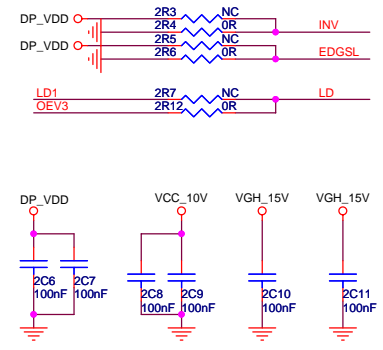 DP_VDD 2R3 NC
2R4 0R INV
DP_VDD 2R5 NC
2R6 0R EDGSL
LD1 2R7 NC LD
OEV3 2R12 0R
DP_VDD VCC_10V VGH_15V VGH_15V
2C6 2C7 2C8 2C9 2C10 2C11
100nF 100nF 100nF 100nF 100nF 100nF